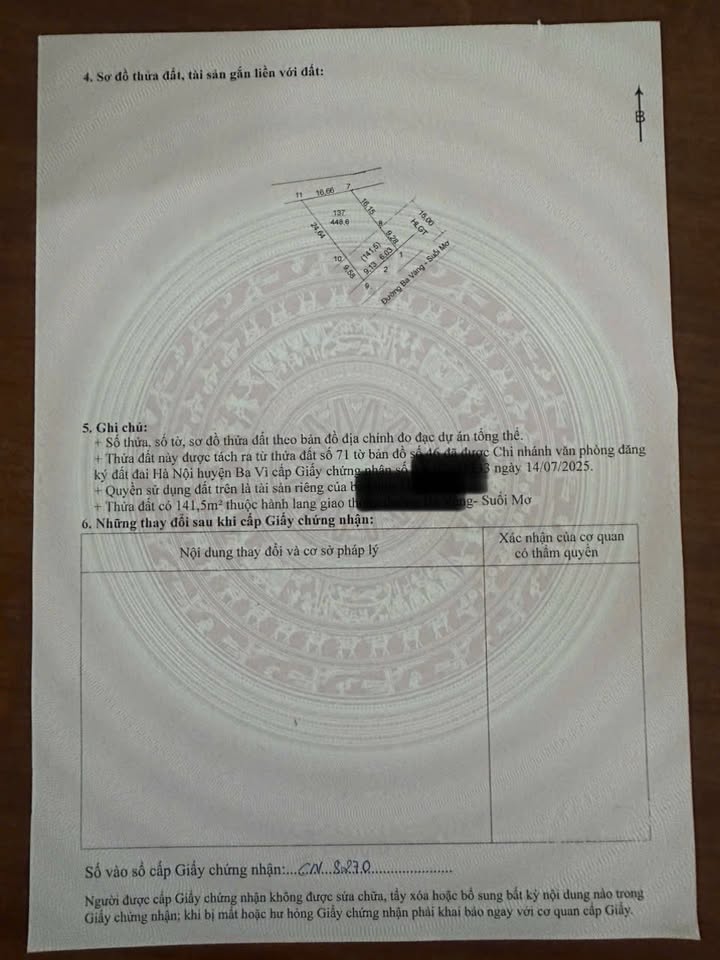 4. Sơ đồ thửa đất, tài sản gắn liền với đất:
B
11 16,66 7
137
448.6
16,15
24,64
8
9,28
15,00
HLGT
(141,5)
10
9,58
9,13 6,03
1
2
9
Đường Ba Vàng - Suối Mơ
5. Ghi chú:
+ Số thửa, số tờ, sơ đồ thửa đất theo bản đồ địa chính đo đạc dự án tổng thể.
+ Thửa đất này được tách ra từ thửa đất số 71 tờ bản đồ số 46 đã được Chi nhánh văn phòng đăng
ký đất đai Hà Nội huyện Ba Vì cấp Giấy chứng nhận số 3 ngày 14/07/2025.
+ Quyền sử dụng đất trên là tài sản riêng của
+ Thửa đất có 141,5m² thuộc hành lang giao - Suối Mơ
6. Những thay đổi sau khi cấp Giấy chứng nhận:
Nội dung thay đổi và cơ sở pháp lý
Xác nhận của cơ quan
có thẩm quyền
Số vào sổ cấp Giấy chứng nhận:...CN...8270...................
Người được cấp Giấy chứng nhận không được sửa chữa, tẩy xóa hoặc bổ sung bất kỳ nội dung nào trong
Giấy chứng nhận; khi bị mất hoặc hư hỏng Giấy chứng nhận phải khai báo ngay với cơ quan cấp Giấy.